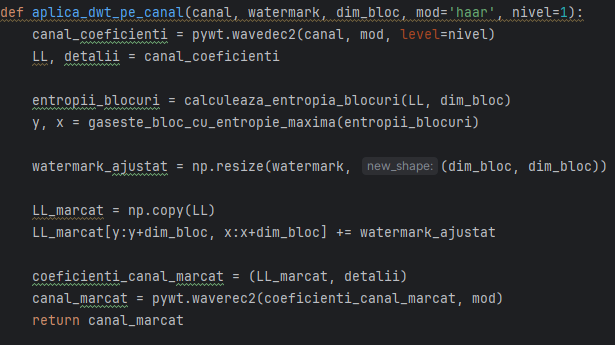 def aplica_dwt_pe_canal(canal, watermark, dim_bloc, mod='haar', nivel=1):
    canal_coeficienti = pywt.wavedec2(canal, mod, level=nivel)
    LL, detalii = canal_coeficienti

    entropii_blocuri = calculeaza_entropia_blocuri(LL, dim_bloc)
    y, x = gaseste_bloc_cu_entropie_maxima(entropii_blocuri)

    watermark_ajustat = np.resize(watermark, new_shape: (dim_bloc, dim_bloc))

    LL_marcat = np.copy(LL)
    LL_marcat[y:y+dim_bloc, x:x+dim_bloc] += watermark_ajustat

    coeficienti_canal_marcat = (LL_marcat, detalii)
    canal_marcat = pywt.waverec2(coeficienti_canal_marcat, mod)
    return canal_marcat